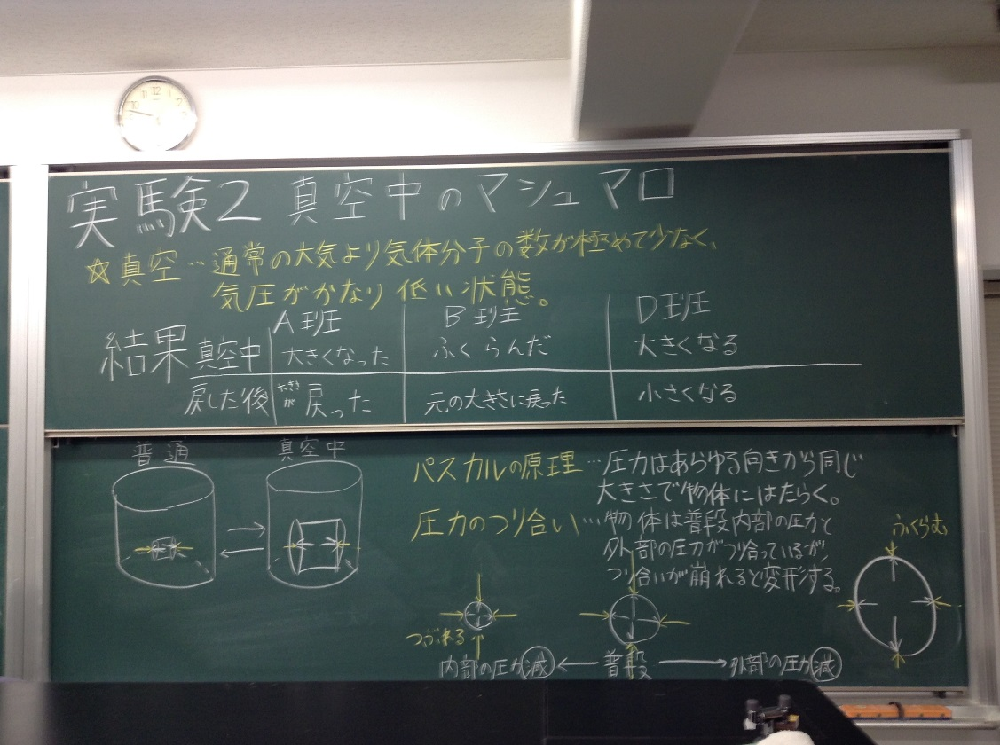 実験2 真空中のマシュマロ
☆真空…通常の大気より気体分子の数が極めて少なく、
気圧がかなり低い状態。
A班 B班 D班
結果 真空中 大きくなった ふくらんだ 大きくなる
戻した後 大きさが戻った 元の大きさに戻った 小さくなる
普通 真空中
パスカルの原理…圧力はあらゆる向きから同じ
大きさで物体にはたらく。
圧力のつり合い…物体は普段内部の圧力と
外部の圧力がつり合っているが、
つり合いが崩れると変形する。
ふくらむ
つぶれる
内部の圧力減 ← 普段 → 外部の圧力減